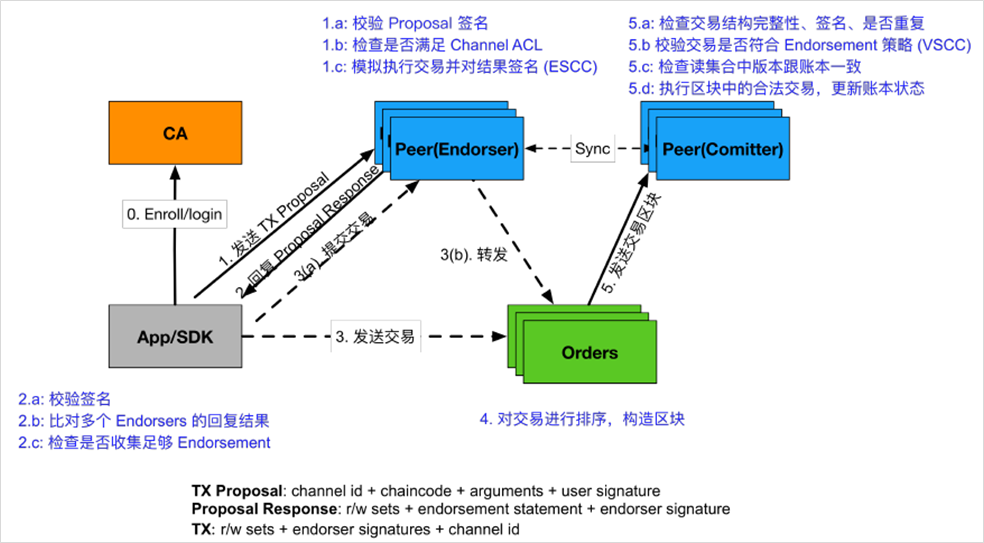 1.a: 校验 Proposal 签名
1.b: 检查是否满足 Channel ACL
1.c: 模拟执行交易并对结果签名 (ESCC)
5.a: 检查交易结构完整性、签名、是否重复
5.b 校验交易是否符合 Endorsement 策略 (VSCC)
5.c: 检查读集合中版本跟账本一致
5.d: 执行区块中的合法交易，更新账本状态
CA
Peer(Endorser)
Sync
Peer(Comitter)
0. Enroll/login
1. 发送 TX Proposal
2. 回复 Proposal Response
3(a). 提交交易
3(b). 转发
5. 发送交易区块
App/SDK
3. 发送交易
Orders
2.a: 校验签名
2.b: 比对多个 Endorsers 的回复结果
2.c: 检查是否收集足够 Endorsement
4. 对交易进行排序，构造区块
TX Proposal: channel id + chaincode + arguments + user signature
Proposal Response: r/w sets + endorsement statement + endorser signature
TX: r/w sets + endorser signatures + channel id